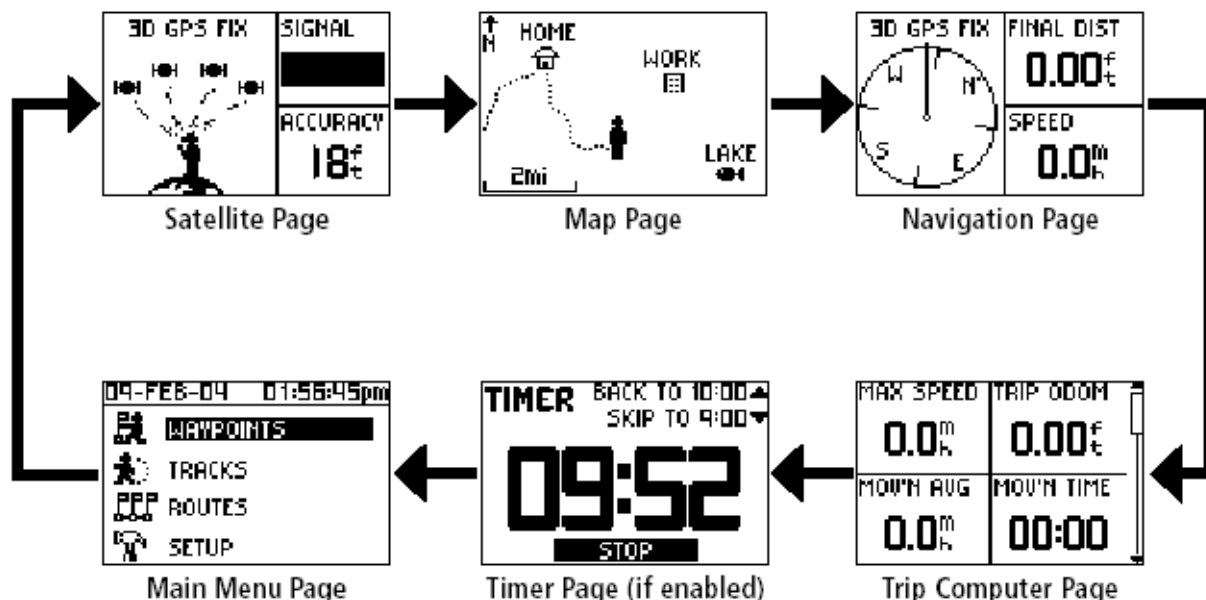 3D GPS FIX
SIGNAL
ACCURACY
18ft
Satellite Page
N
HOME
WORK
LAKE
2mi
Map Page
3D GPS FIX
W
N
S
E
FINAL DIST
0.00ft
SPEED
0.0mh
Navigation Page
09-FEB-04 01:56:45pm
WAYPOINTS
TRACKS
ROUTES
SETUP
Main Menu Page
TIMER
BACK TO 10:00
SKIP TO 9:00
09:52
STOP
Timer Page (if enabled)
MAX SPEED
0.0mh
TRIP ODOM
0.00ft
MOV'N AVG
0.0mh
MOV'N TIME
00:00
Trip Computer Page